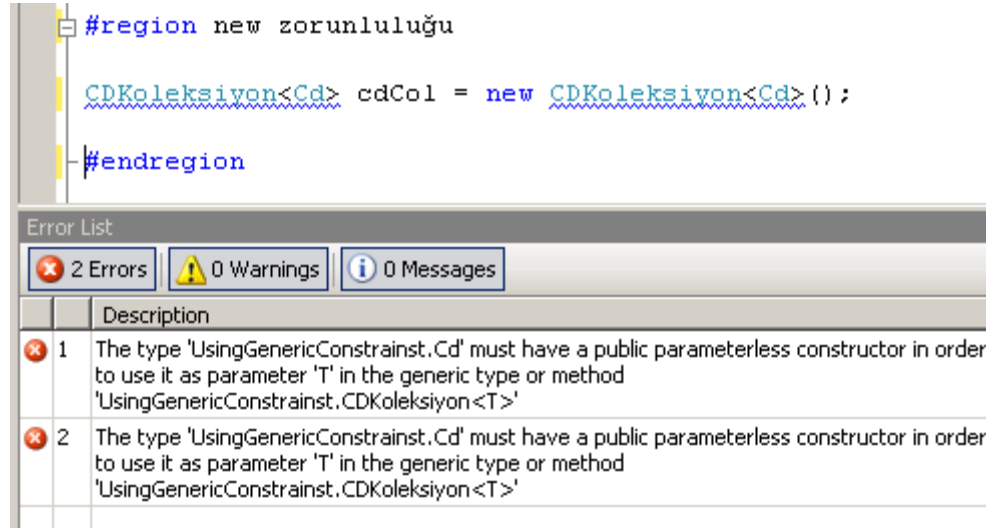 #region new zorunluluğu
CDKoleksiyon<Cd> cdCol = new CDKoleksiyon<Cd>();
#endregion
Error List
2 Errors 0 Warnings 0 Messages
Description
1 The type 'UsingGenericConstrainst.Cd' must have a public parameterless constructor in order
to use it as parameter 'T' in the generic type or method
'UsingGenericConstrainst.CDKoleksiyon<T>'
2 The type 'UsingGenericConstrainst.Cd' must have a public parameterless constructor in order
to use it as parameter 'T' in the generic type or method
'UsingGenericConstrainst.CDKoleksiyon<T>'